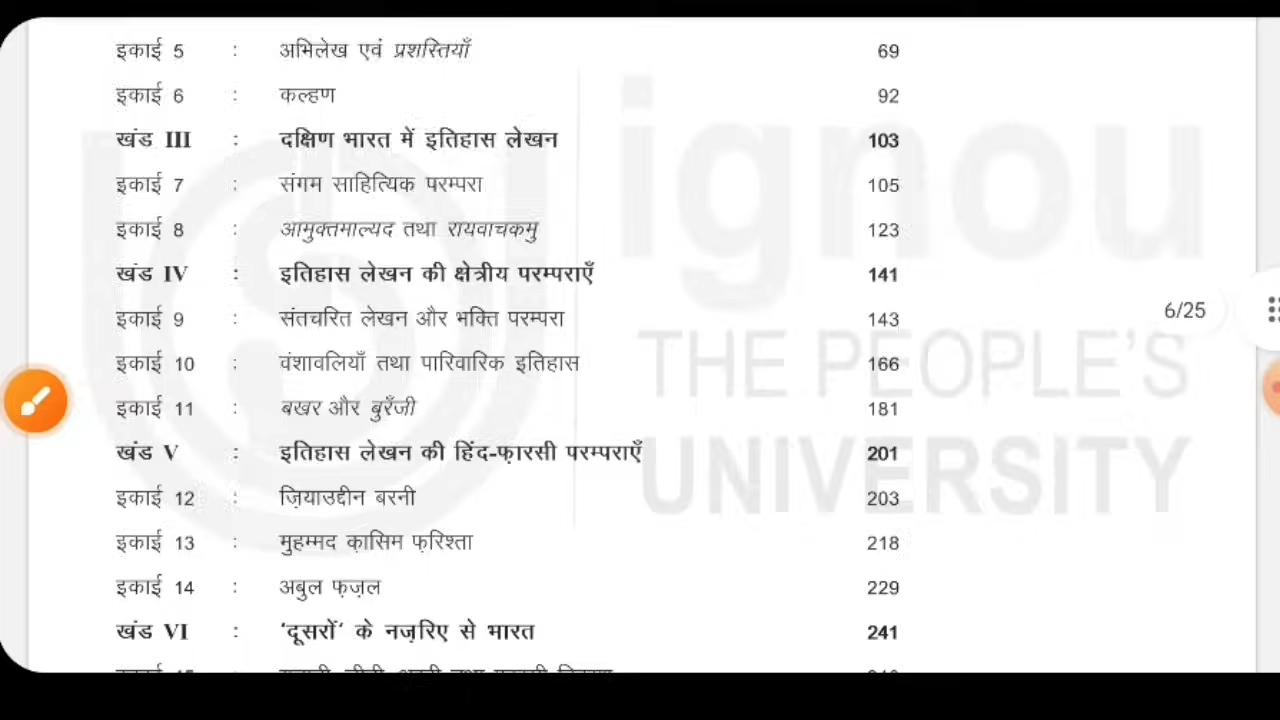 इकाई 5 : अभिलेख एवं प्रशस्तियाँ 69
इकाई 6 : कल्हण 92
खंड III : दक्षिण भारत में इतिहास लेखन 103
इकाई 7 : संगम साहित्यिक परम्परा 105
इकाई 8 : आमुक्तमाल्यद तथा रायवाचकमु 123
खंड IV : इतिहास लेखन की क्षेत्रीय परम्पराएँ 141
इकाई 9 : संतचरित लेखन और भक्ति परम्परा 143
6/25
इकाई 10 : वंशावलियाँ तथा पारिवारिक इतिहास 166
इकाई 11 : बखर और बुरँजी 181
खंड V : इतिहास लेखन की हिंद-फ़ारसी परम्पराएँ 201
इकाई 12 : ज़ियाउद्दीन बरनी 203
इकाई 13 : मुहम्मद क़ासिम फ़रिश्ता 218
इकाई 14 : अबुल फ़ज़ल 229
खंड VI : ‘दूसरों’ के नज़रिए से भारत 241
ignou
THE PEOPLE'S
UNIVERSITY